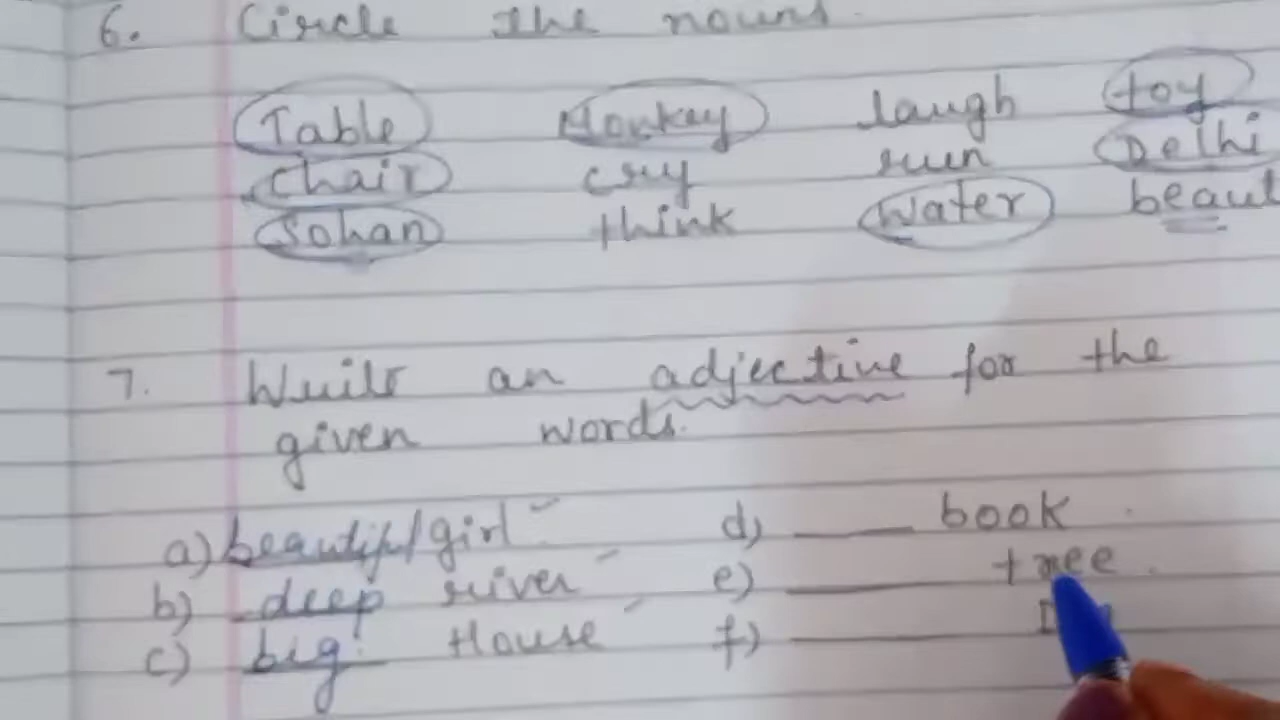 6. Circle the nouns.
Table Monkey laugh toy
Chair cry run Delhi
Sohan think Water beaut
7. Write an adjective for the
given words.
a) beautiful girl d) ____ book
b) deep river e) ____ tree
c) big House f) ____